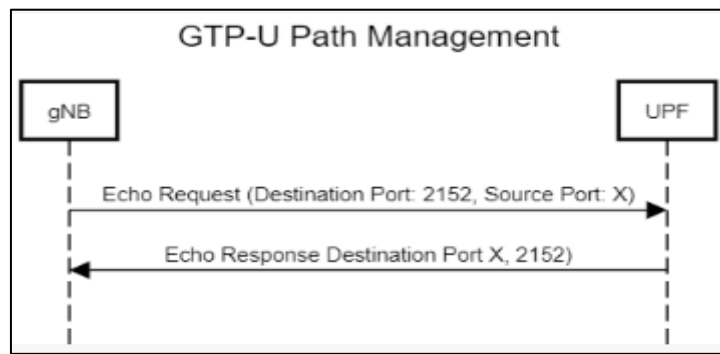 GTP-U Path Management
gNB
UPF
Echo Request (Destination Port: 2152, Source Port: X)
Echo Response Destination Port X, 2152)